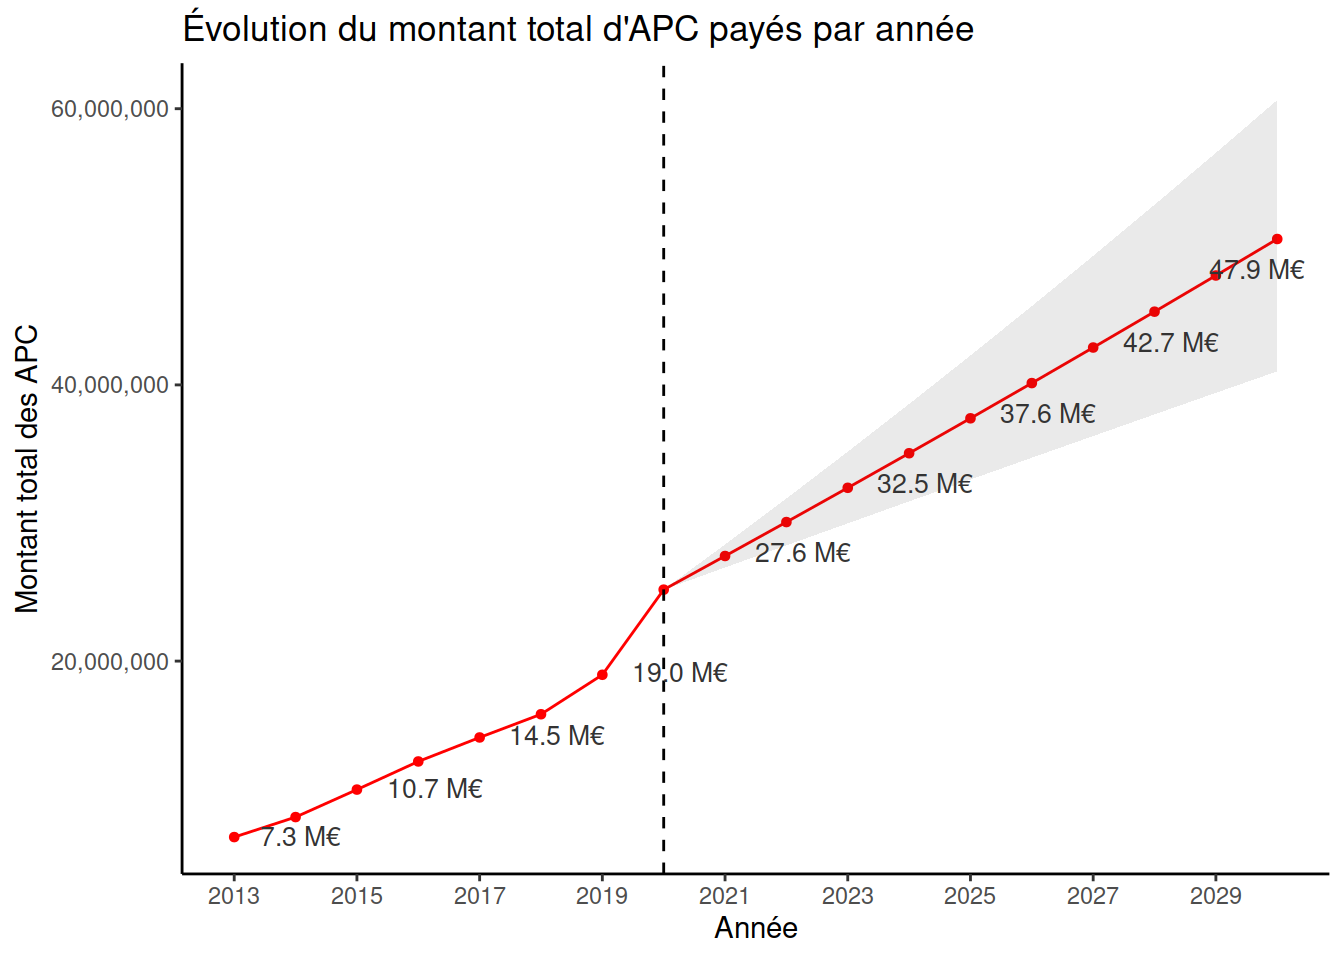 Évolution du montant total d'APC payés par année
Montant total des APC
60,000,000
40,000,000
20,000,000
7.3 M€
10.7 M€
14.5 M€
19.0 M€
27.6 M€
32.5 M€
37.6 M€
42.7 M€
47.9 M€
2013 2015 2017 2019 2021 2023 2025 2027 2029
Année